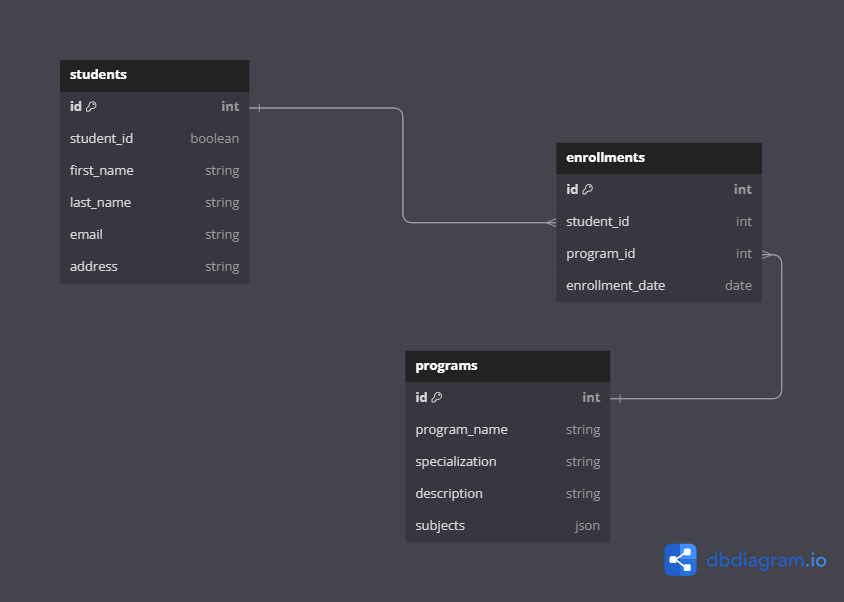 students
id int
student_id boolean
first_name string
last_name string
email string
address string
enrollments
id int
student_id int
program_id int
enrollment_date date
programs
id int
program_name string
specialization string
description string
subjects json
dbdiagram.io